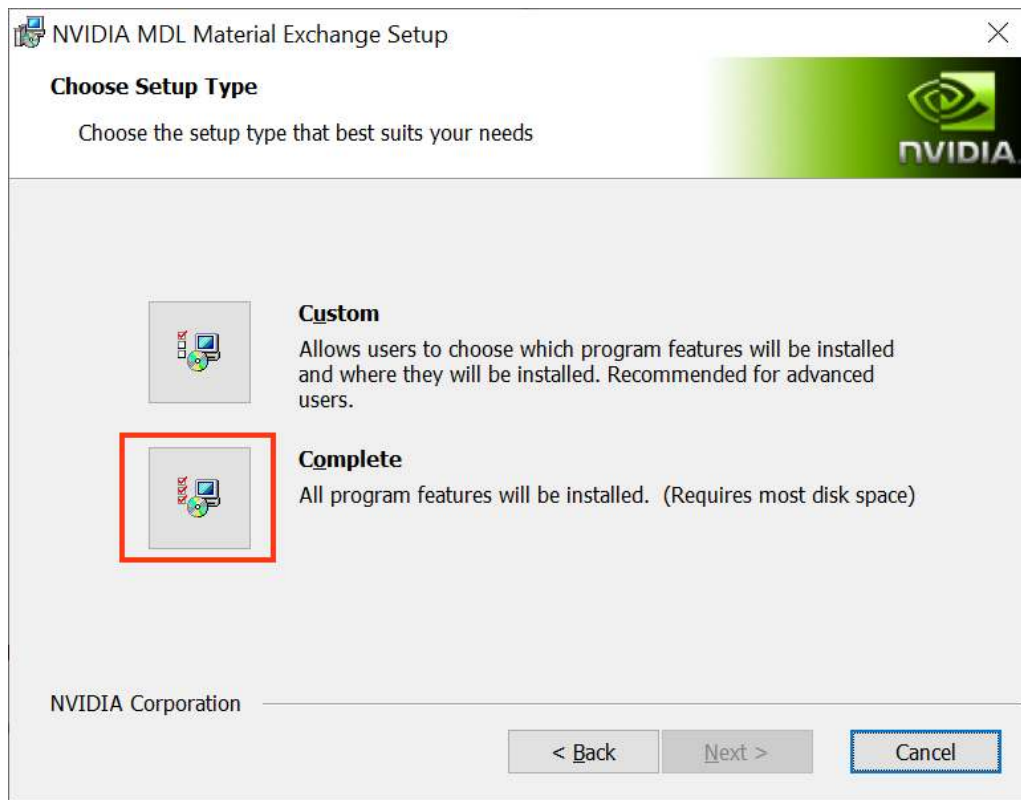 NVIDIA MDL Material Exchange Setup
Choose Setup Type
Choose the setup type that best suits your needs
NVIDIA
Custom
Allows users to choose which program features will be installed
and where they will be installed. Recommended for advanced
users.
Complete
All program features will be installed. (Requires most disk space)
NVIDIA Corporation
< Back
Next >
Cancel